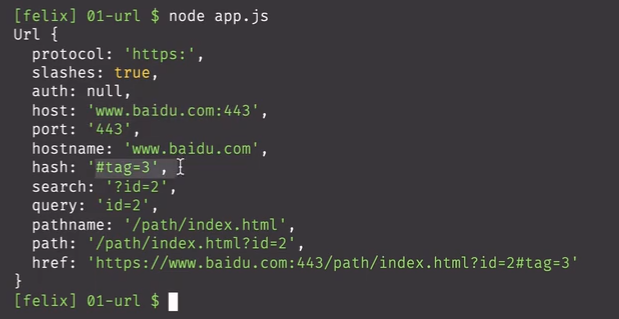 [felix] 01-url $ node app.js
Url {
  protocol: 'https:',
  slashes: true,
  auth: null,
  host: 'www.baidu.com:443',
  port: '443',
  hostname: 'www.baidu.com',
  hash: '#tag=3',
  search: '?id=2',
  query: 'id=2',
  pathname: '/path/index.html',
  path: '/path/index.html?id=2',
  href: 'https://www.baidu.com:443/path/index.html?id=2#tag=3'
}
[felix] 01-url $